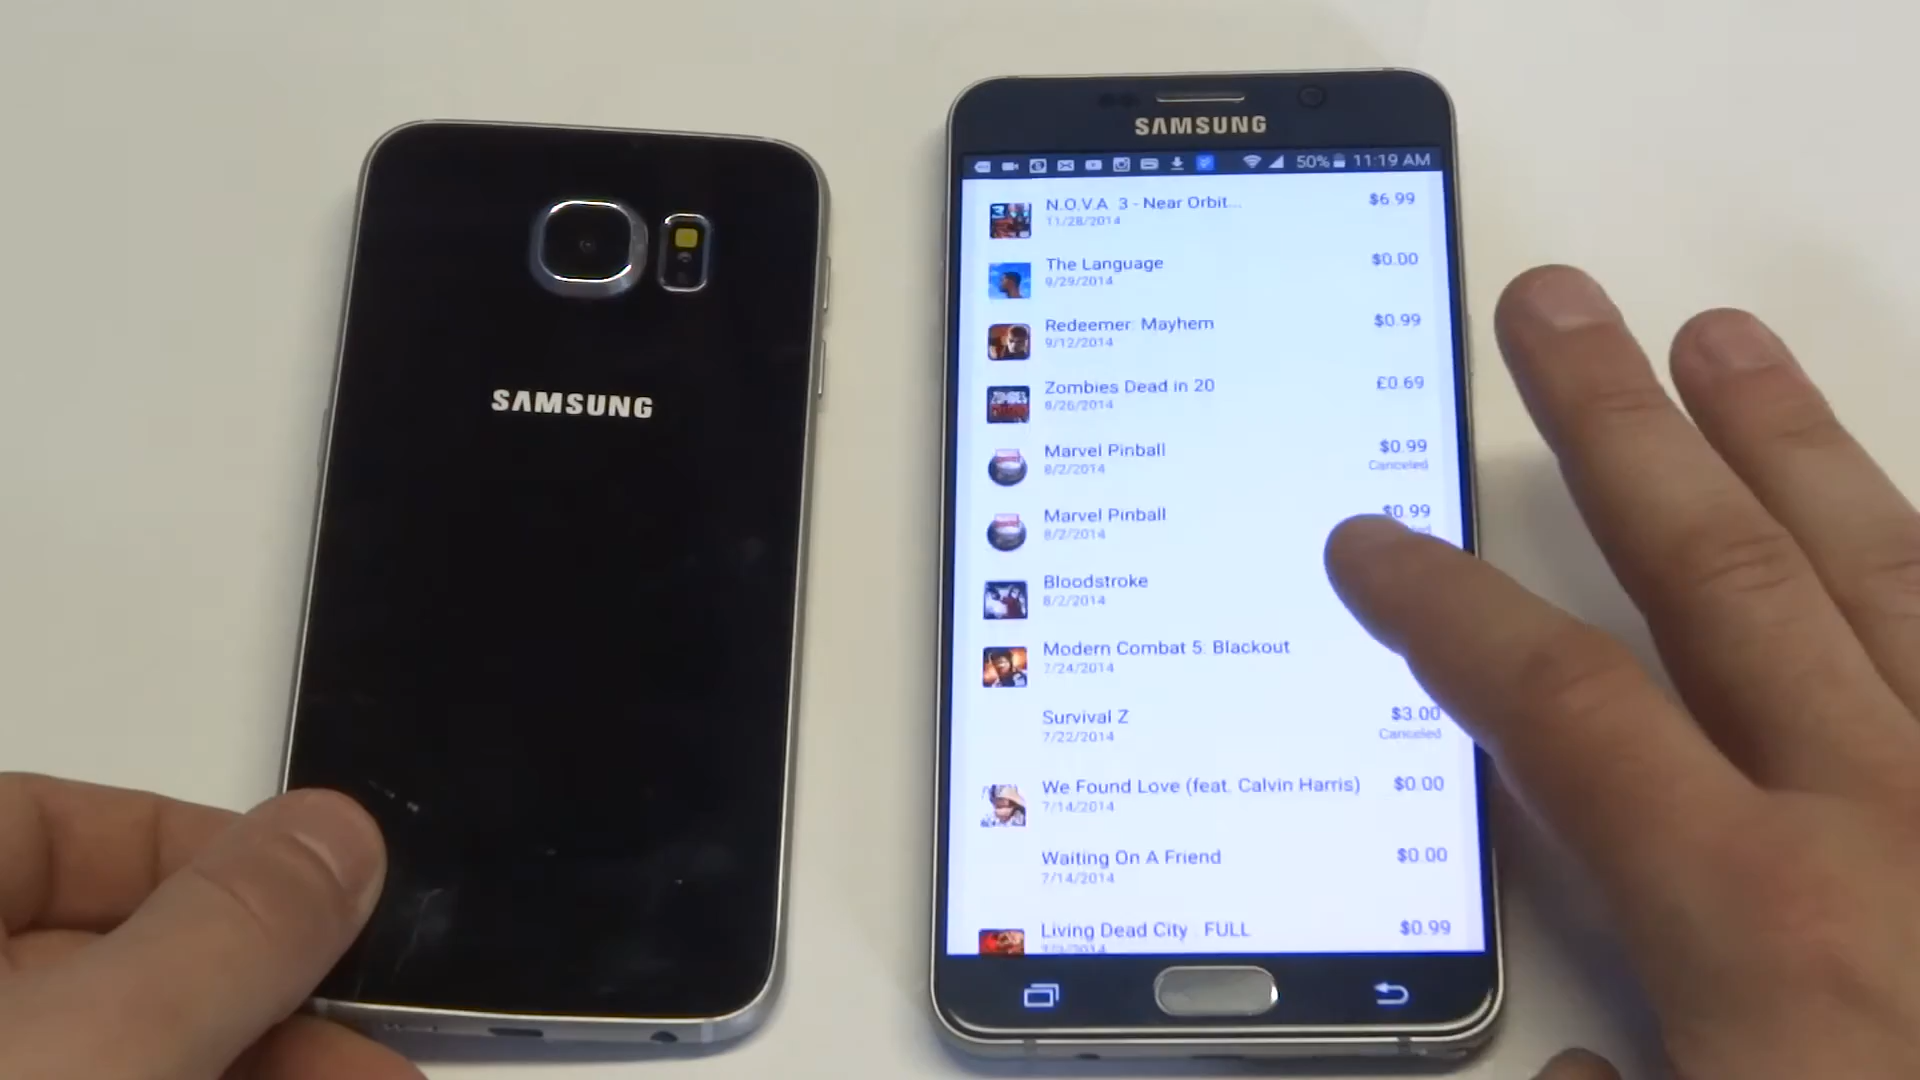 SAMSUNG
SAMSUNG
50% 11:19 AM
N.O.V.A. 3 - Near Orbit... $6.99
11/28/2014
The Language $0.00
9/29/2014
Redeemer: Mayhem $0.99
9/12/2014
Zombies Dead in 20 £0.69
8/26/2014
Marvel Pinball $0.99
8/2/2014 Canceled
Marvel Pinball $0.99
8/2/2014
Bloodstroke
8/2/2014
Modern Combat 5: Blackout
7/24/2014
Survival Z $3.00
7/22/2014 Canceled
We Found Love (feat. Calvin Harris) $0.00
7/14/2014
Waiting On A Friend $0.00
7/14/2014
Living Dead City . FULL $0.99